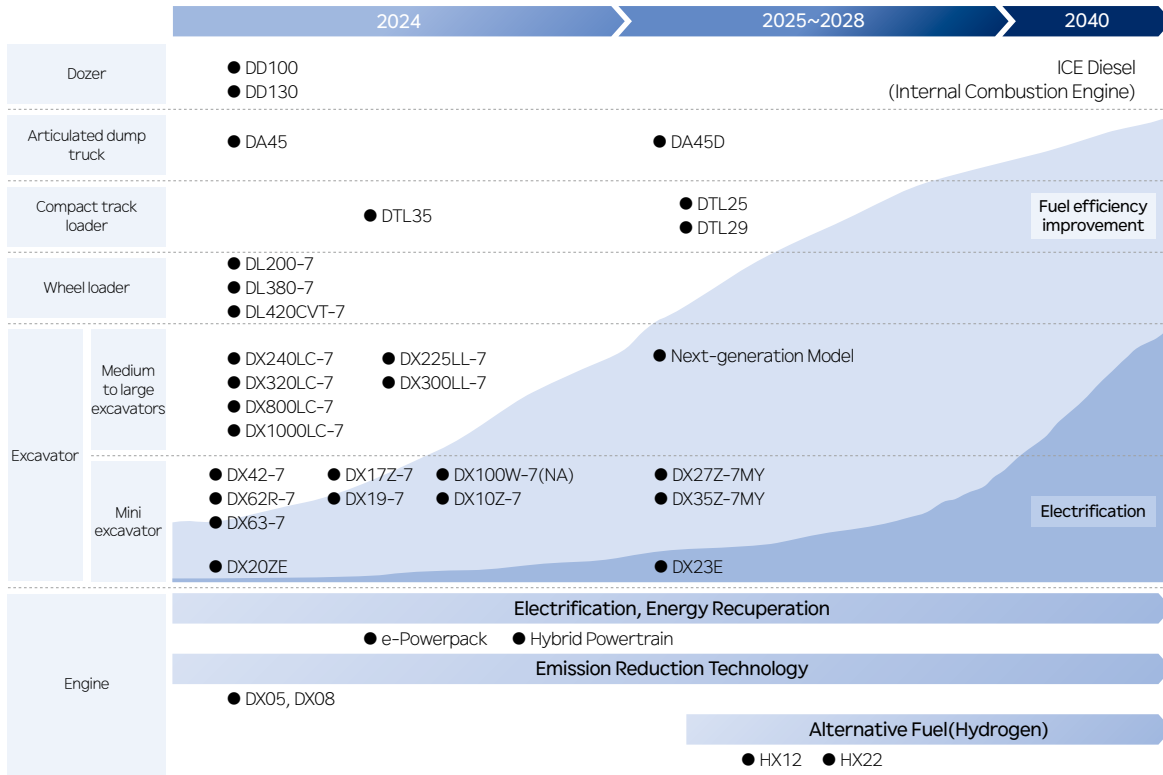 2024
2025~2028
2040
Dozer
DD100
DD130
ICE Diesel
(Internal Combustion Engine)
Articulated dump
truck
DA45
DA45D
Compact track
loader
DTL35
DTL25
DTL29
Fuel efficiency
improvement
Wheel loader
DL200-7
DL380-7
DL420CVT-7
Excavator
Medium
to large
excavators
DX240LC-7
DX320LC-7
DX800LC-7
DX1000LC-7
DX225LL-7
DX300LL-7
Next-generation Model
Mini
excavator
DX42-7
DX62R-7
DX63-7
DX20ZE
DX17Z-7
DX19-7
DX100W-7(NA)
DX10Z-7
DX27Z-7MY
DX35Z-7MY
DX23E
Electrification
Engine
Electrification, Energy Recuperation
e-Powerpack
Hybrid Powertrain
Emission Reduction Technology
DX05, DX08
Alternative Fuel(Hydrogen)
HX12
HX22